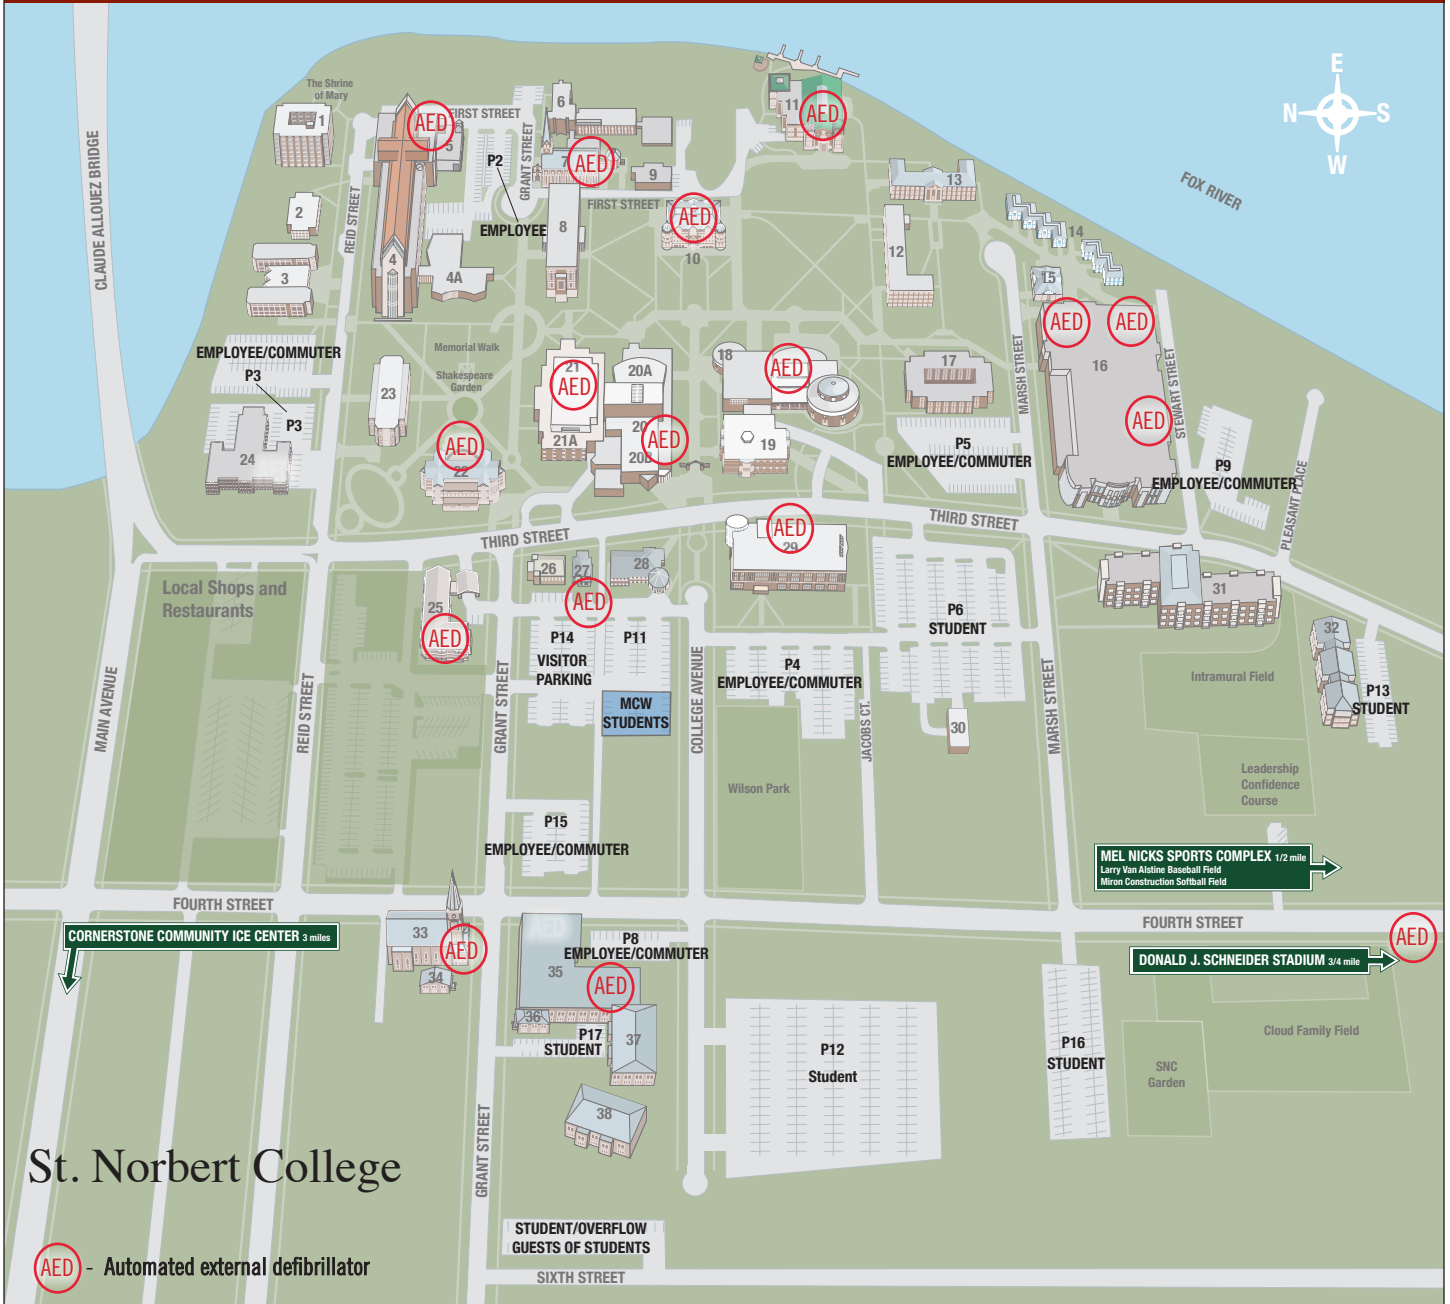 The Shrine
of Mary
1
AED
FIRST STREET
5
P2
GRANT STREET
6
7
AED
9
11
AED
E
N
S
W
CLAUDE ALLOUEZ BRIDGE
2
REID STREET
3
4
4A
EMPLOYEE
8
FIRST STREET
AED
10
12
13
14
15
FOX RIVER
EMPLOYEE/COMMUTER
P3
P3
24
23
Memorial Walk
Shakespeare
Garden
AED
22
21
AED
21A
20A
20
AED
20B
18
AED
19
17
MARSH STREET
AED
AED
16
AED
STEWART STREET
P5
EMPLOYEE/COMMUTER
P9
EMPLOYEE/COMMUTER
PLEASANT PLACE
THIRD STREET
THIRD STREET
Local Shops and
Restaurants
25
AED
26
27
28
AED
AED
29
P14
VISITOR
PARKING
P11
MCW
STUDENTS
P6
STUDENT
P4
EMPLOYEE/COMMUTER
31
32
Intramural Field
P13
STUDENT
MAIN AVENUE
REID STREET
GRANT STREET
COLLEGE AVENUE
JACOBS CT.
MARSH STREET
30
Wilson Park
Leadership
Confidence
Course
P15
EMPLOYEE/COMMUTER
MEL NICKS SPORTS COMPLEX 1/2 mile
Larry Van Alstine Baseball Field
Miron Construction Softball Field
FOURTH STREET
FOURTH STREET
CORNERSTONE COMMUNITY ICE CENTER 3 miles
33
AED
34
AED
35
P8
EMPLOYEE/COMMUTER
AED
36
P17
STUDENT
37
38
AED
DONALD J. SCHNEIDER STADIUM 3/4 mile
Cloud Family Field
P12
Student
P16
STUDENT
SNC
Garden
GRANT STREET
St. Norbert College
STUDENT/OVERFLOW
GUESTS OF STUDENTS
SIXTH STREET
AED - Automated external defibrillator